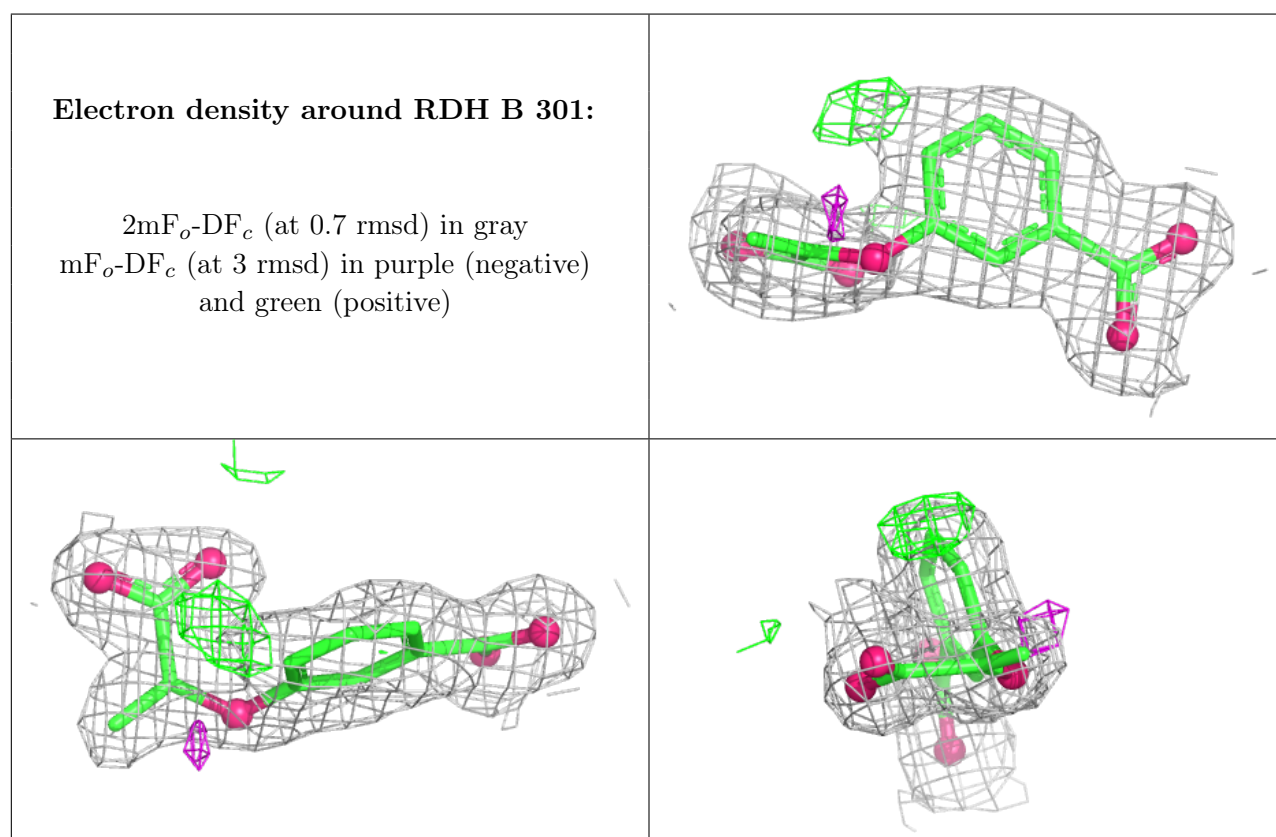 Electron density around RDH B 301:
2mFₒ-DF𝒸 (at 0.7 rmsd) in gray
mFₒ-DF𝒸 (at 3 rmsd) in purple (negative)
and green (positive)